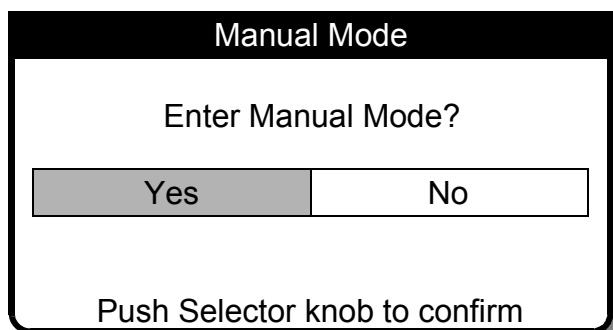 Manual Mode
Enter Manual Mode?
Yes No
Push Selector knob to confirm